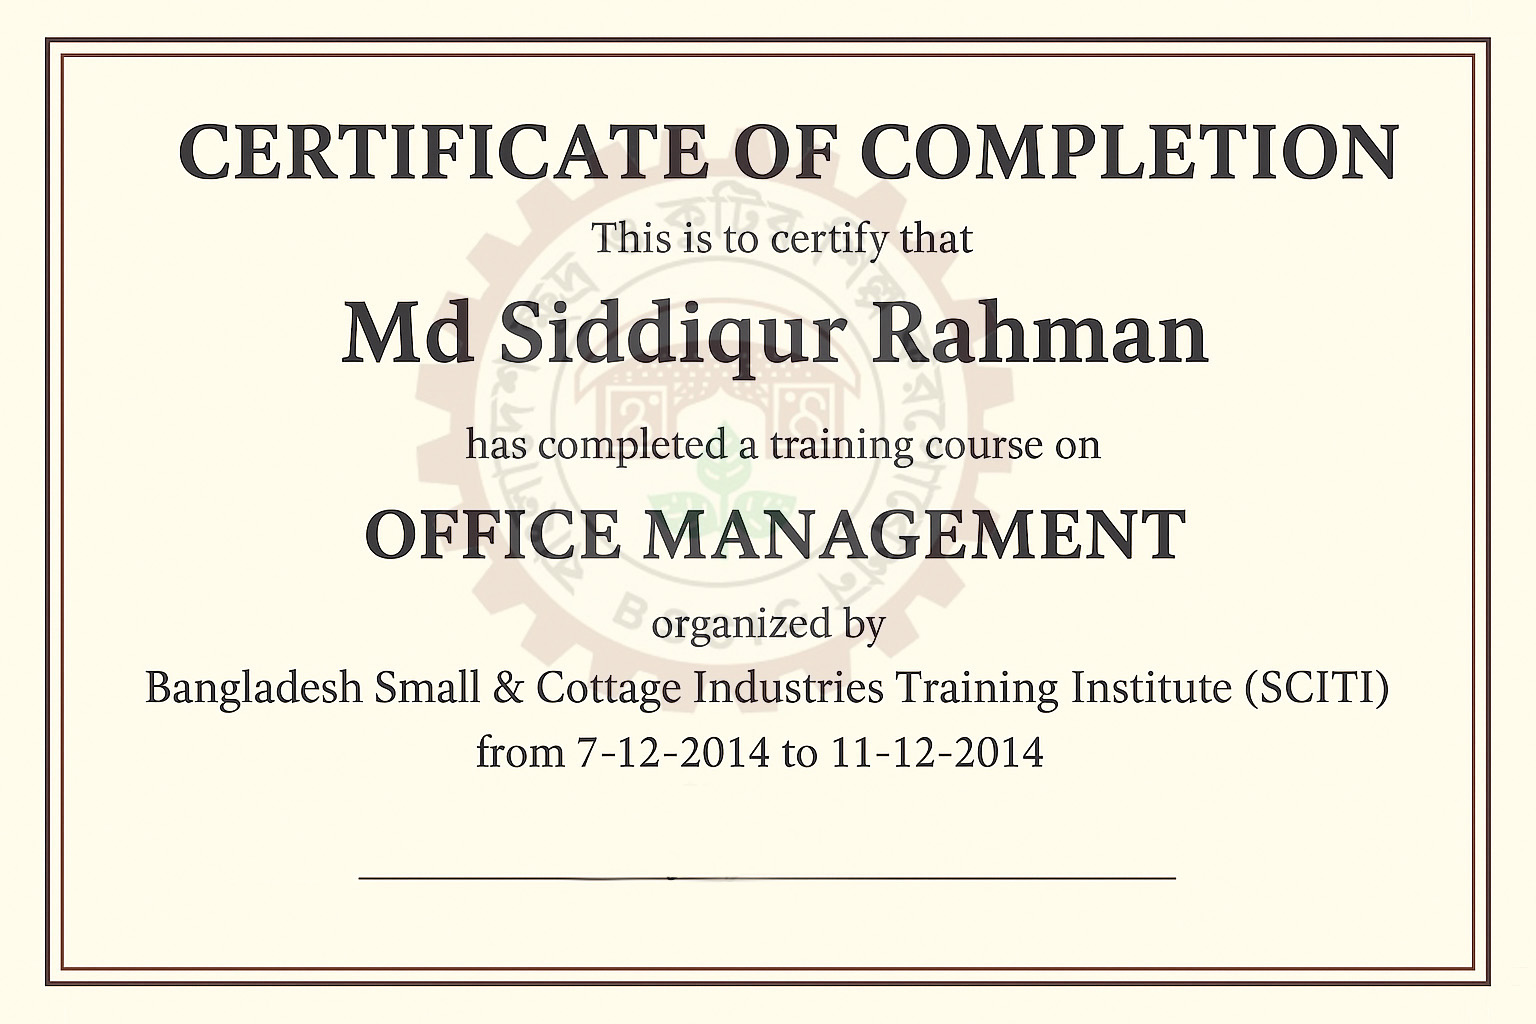 CERTIFICATE OF COMPLETION
This is to certify that
Md Siddiqur Rahman
has completed a training course on
OFFICE MANAGEMENT
organized by
Bangladesh Small & Cottage Industries Training Institute (SCITI)
from 7-12-2014 to 11-12-2014
ও কুটির শিল্প
BSCIC